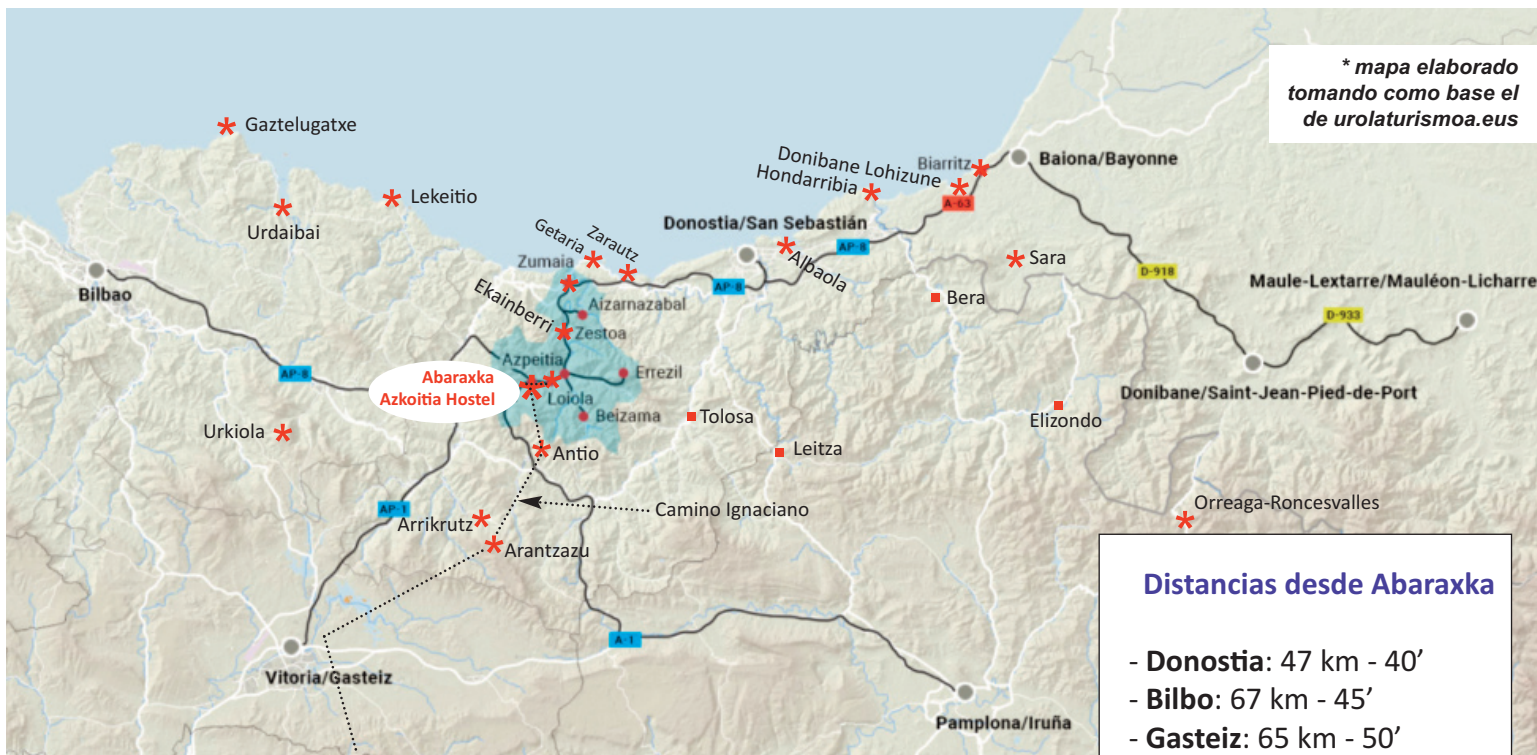 * mapa elaborado
tomando como base el
de urolaturismoa.eus
Gaztelugatxe
Lekeitio
Urdaibai
Bilbao
AP-8
Donibane Lohizune
Hondarribia
Biarritz
Baiona/Bayonne
A-63
Donostia/San Sebastián
AP-8
Albaola
AP-8
Getaria
Zarautz
Zumaia
Sara
Bera
D-918
Maule-Lextarre/Mauléon-Licharre
D-933
Donibane/Saint-Jean-Pied-de-Port
Ekainberri
Aizarnazabal
Zestoa
Azpeitia
Errezil
Abaraxka
Azkoitia Hostel
Loiola
Beizama
Tolosa
Elizondo
Urkiola
Antio
Leitza
AP-1
Arrikrutz
Camino Ignaciano
Orreaga-Roncesvalles
Arantzazu
A-1
Vitoria/Gasteiz
Pamplona/Iruña
Distancias desde Abaraxka
- Donostia: 47 km - 40’
- Bilbo: 67 km - 45’
- Gasteiz: 65 km - 50’